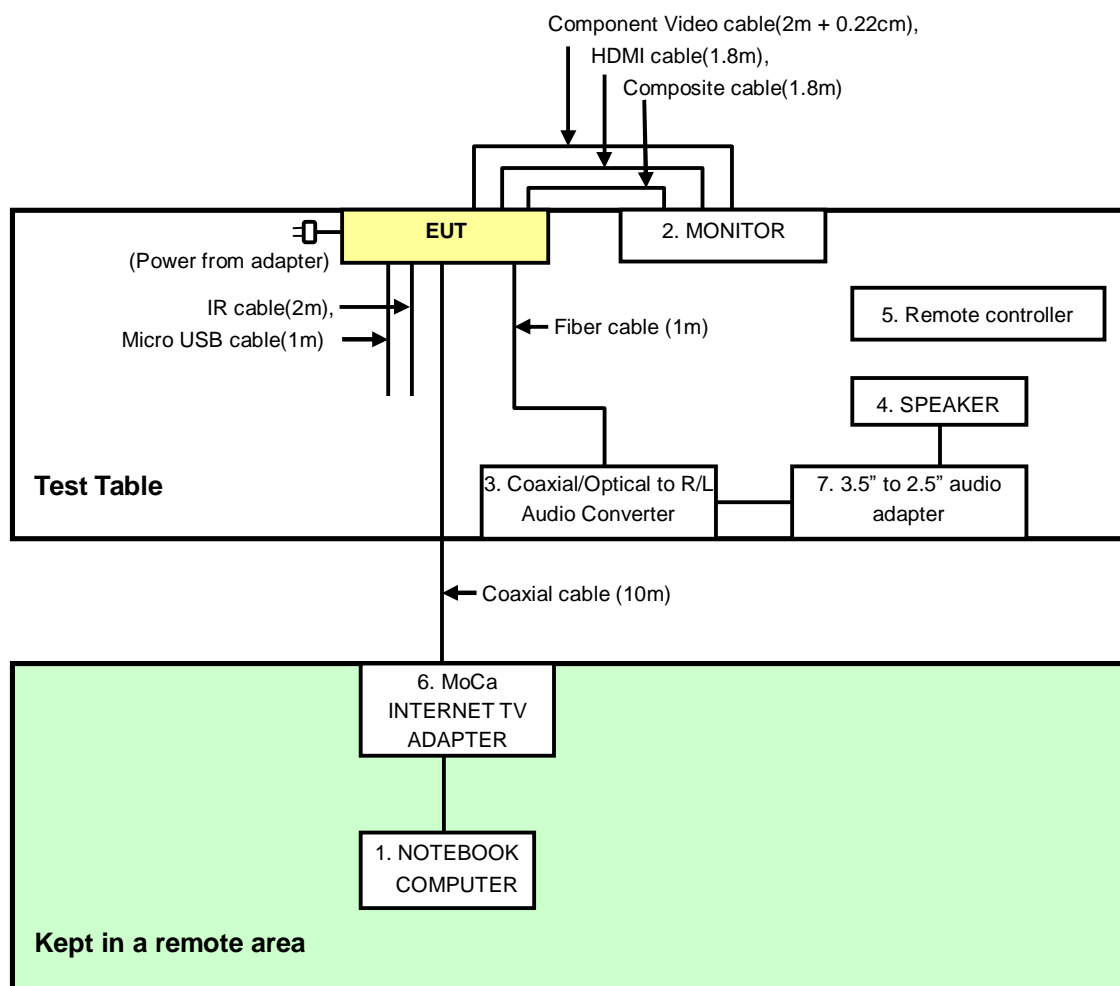 Component Video cable(2m + 0.22cm),
HDMI cable(1.8m),
Composite cable(1.8m)
EUT
2. MONITOR
(Power from adapter)
IR cable(2m),
Micro USB cable(1m)
Fiber cable (1m)
5. Remote controller
4. SPEAKER
Test Table
3. Coaxial/Optical to R/L
Audio Converter
7. 3.5” to 2.5” audio
adapter
Coaxial cable (10m)
6. MoCa
INTERNET TV
ADAPTER
1. NOTEBOOK
COMPUTER
Kept in a remote area